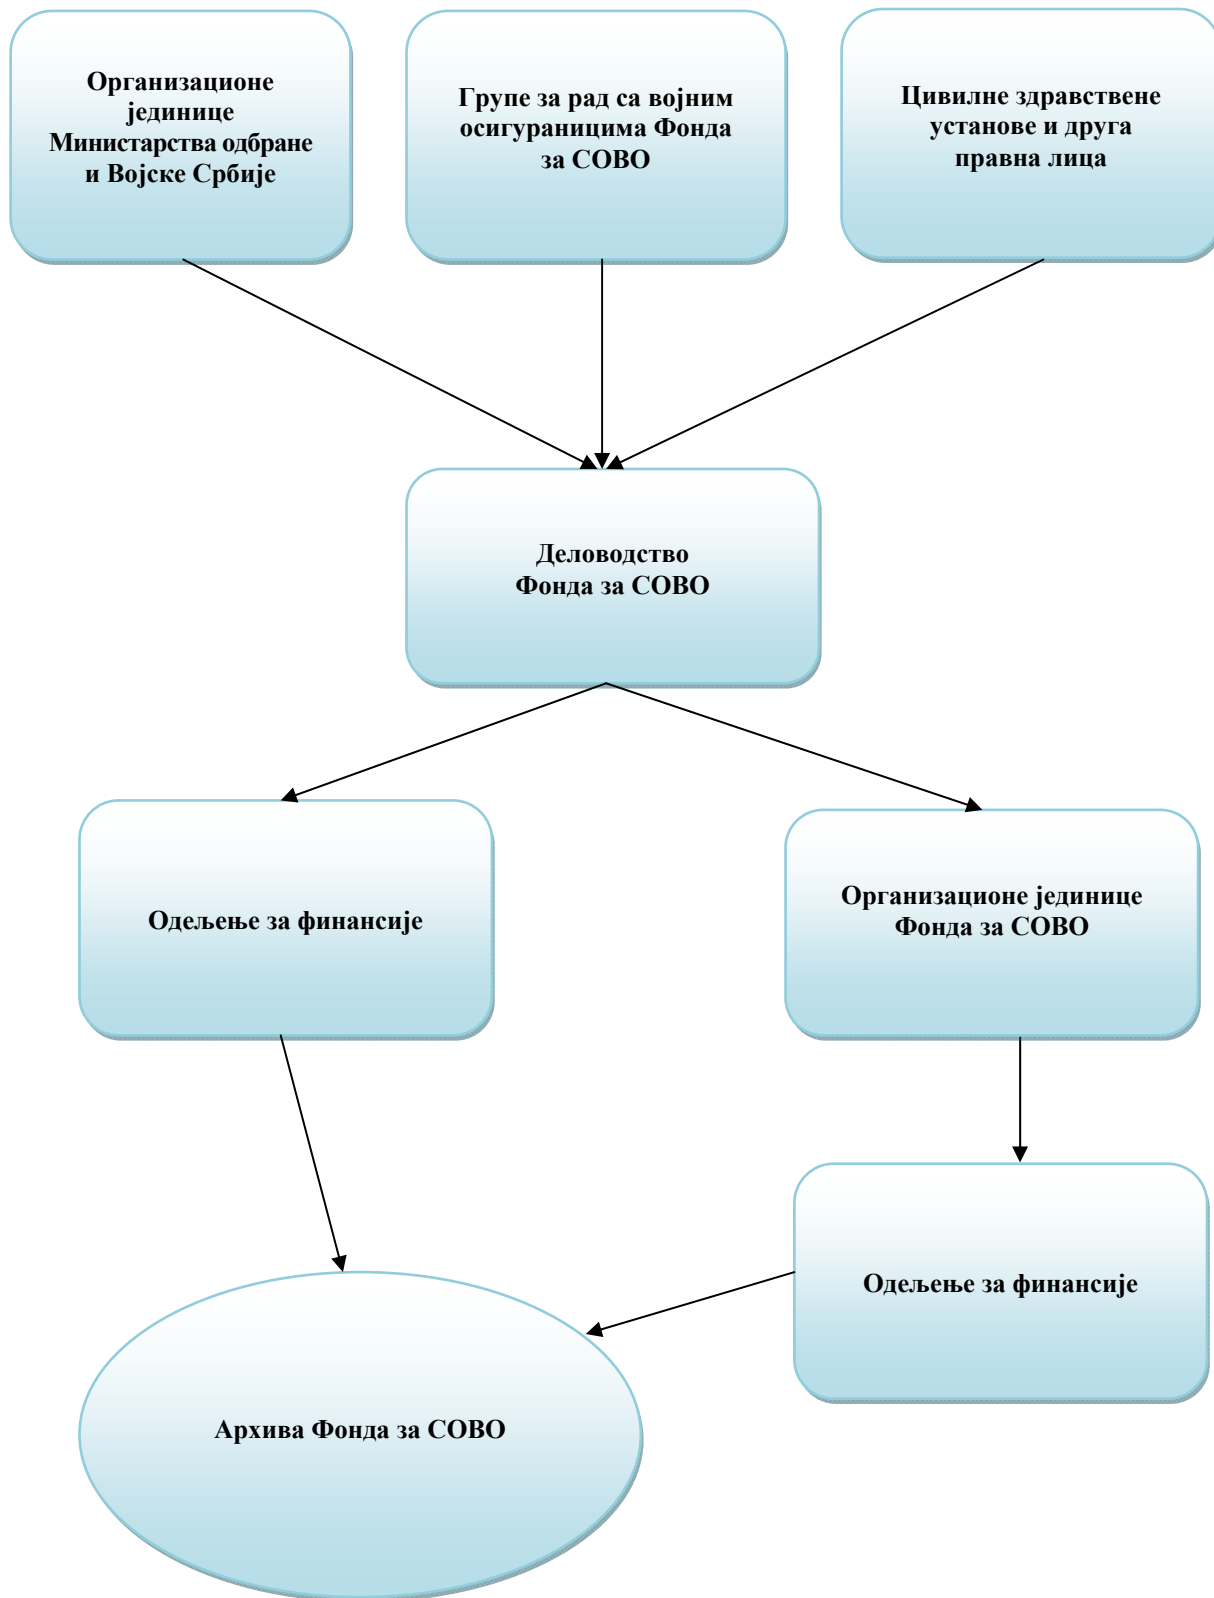 Организационе
јединице
Министарства одбране
и Војске Србије
Групе за рад са војним
осигураницима Фонда
за СОВО
Цивилне здравствене
установе и друга
правна лица
Деловодство
Фонда за СОВО
Одељење за финансије
Организационе јединице
Фонда за СОВО
Одељење за финансије
Архива Фонда за СОВО